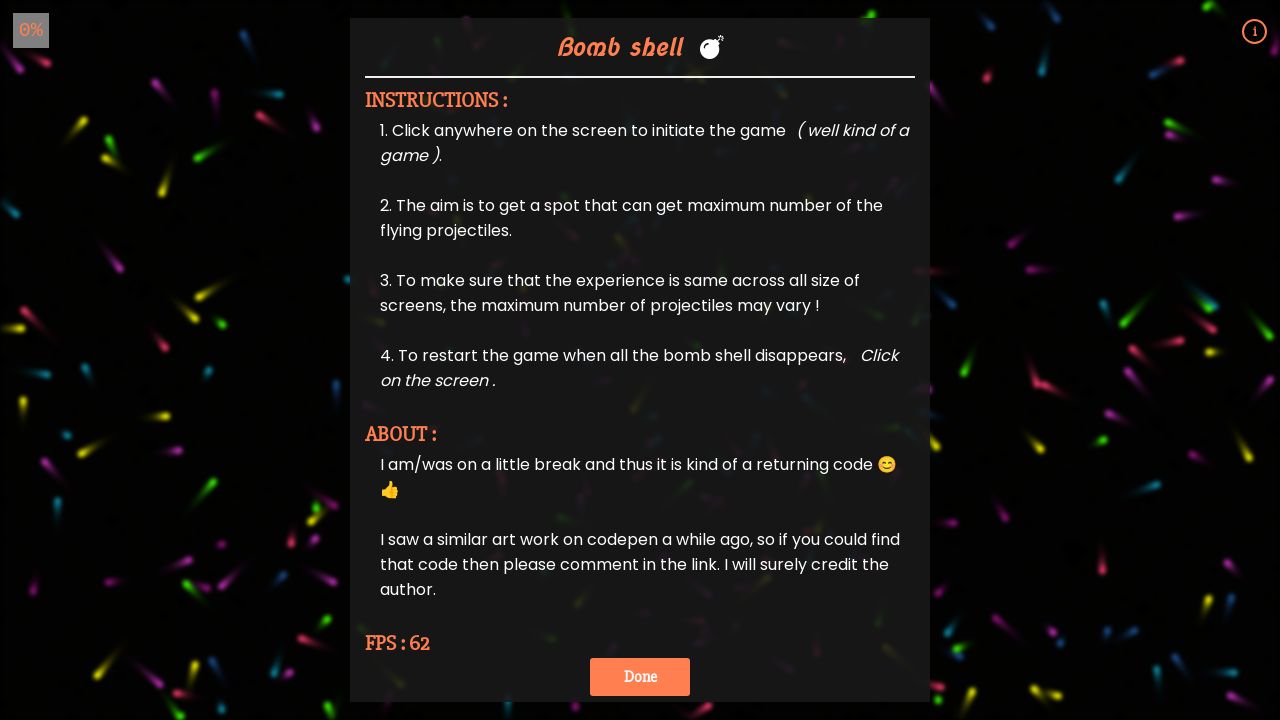 0%
i
Bomb shell 💣
INSTRUCTIONS :
1. Click anywhere on the screen to initiate the game ( well kind of a
game ).
2. The aim is to get a spot that can get maximum number of the
flying projectiles.
3. To make sure that the experience is same across all size of
screens, the maximum number of projectiles may vary !
4. To restart the game when all the bomb shell disappears, Click
on the screen .
ABOUT :
I am/was on a little break and thus it is kind of a returning code 😊
👍
I saw a similar art work on codepen a while ago, so if you could find
that code then please comment in the link. I will surely credit the
author.
FPS : 62
Done